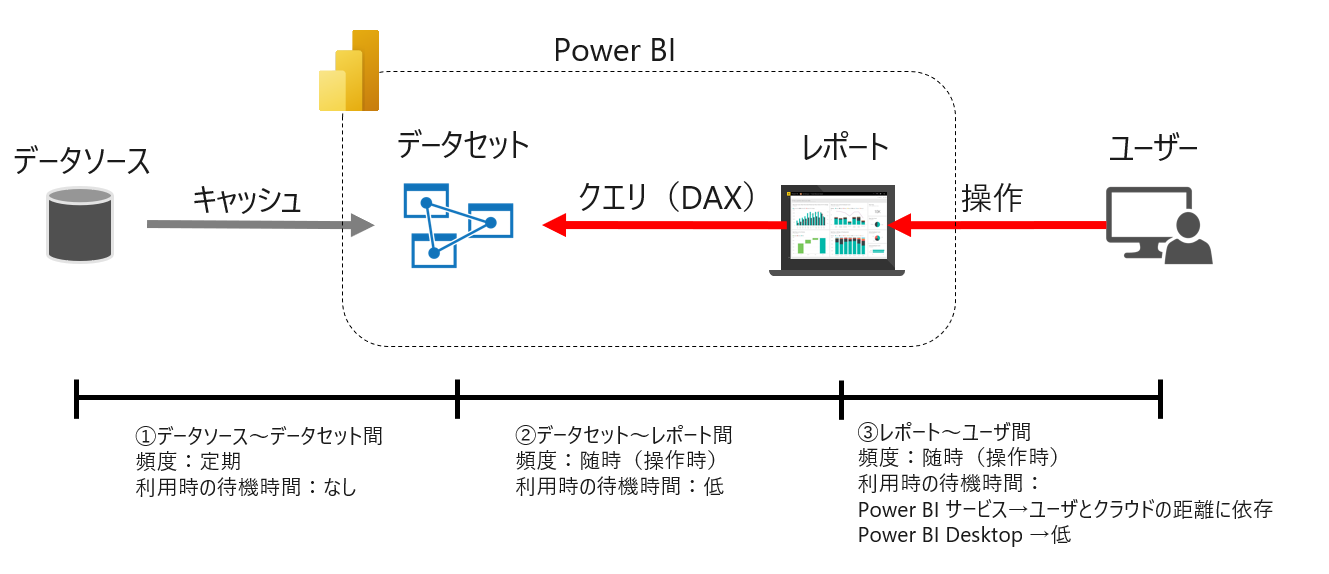 Power BI
データソース
データセット
レポート
ユーザー
キャッシュ
クエリ（DAX）
操作
①データソース～データセット間
頻度：定期
利用時の待機時間：なし
②データセット～レポート間
頻度：随時（操作時）
利用時の待機時間：低
③レポート～ユーザ間
頻度：随時（操作時）
利用時の待機時間：
Power BI サービス→ユーザとクラウドの距離に依存
Power BI Desktop →低